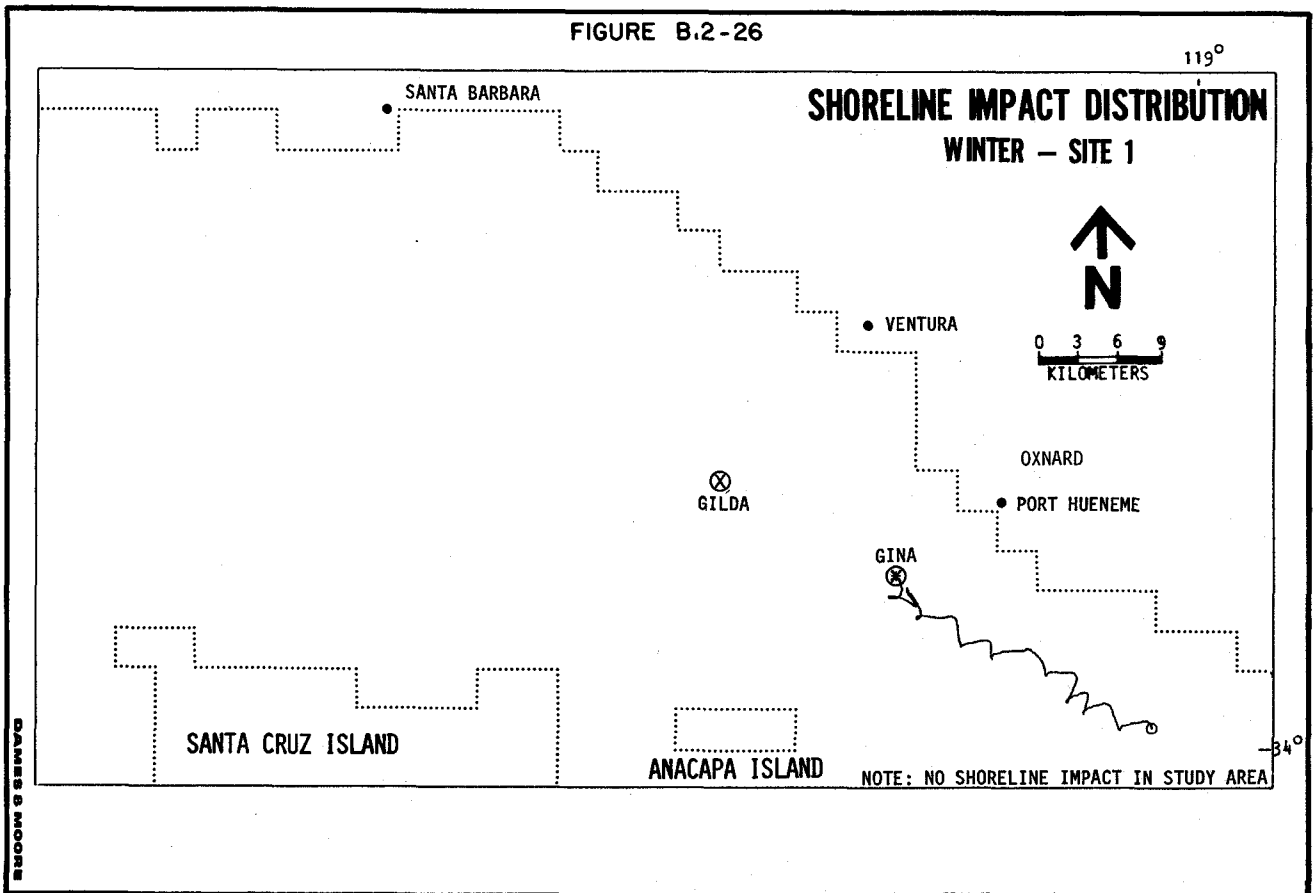 FIGURE B.2-26
119°
SANTA BARBARA
SHORELINE IMPACT DISTRIBUTION
WINTER – SITE 1
N
VENTURA
0 3 6 9
KILOMETERS
OXNARD
GILDA
PORT HUENEME
GINA
SANTA CRUZ ISLAND
ANACAPA ISLAND
34°
NOTE: NO SHORELINE IMPACT IN STUDY AREA
DAMES & MOORE